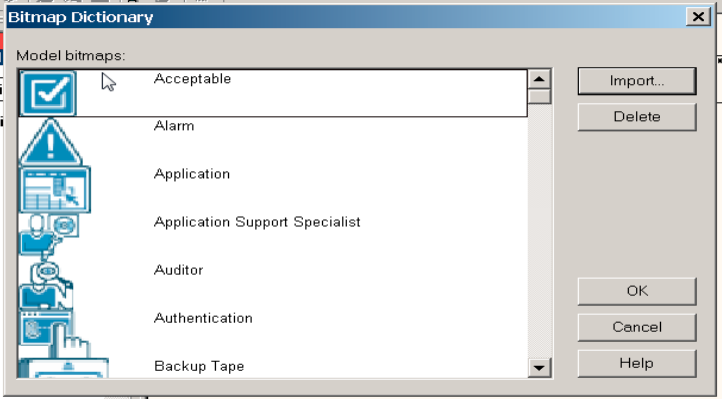 Bitmap Dictionary
Model bitmaps:
Acceptable
Alarm
Application
Application Support Specialist
Auditor
Authentication
Backup Tape
Import...
Delete
OK
Cancel
Help